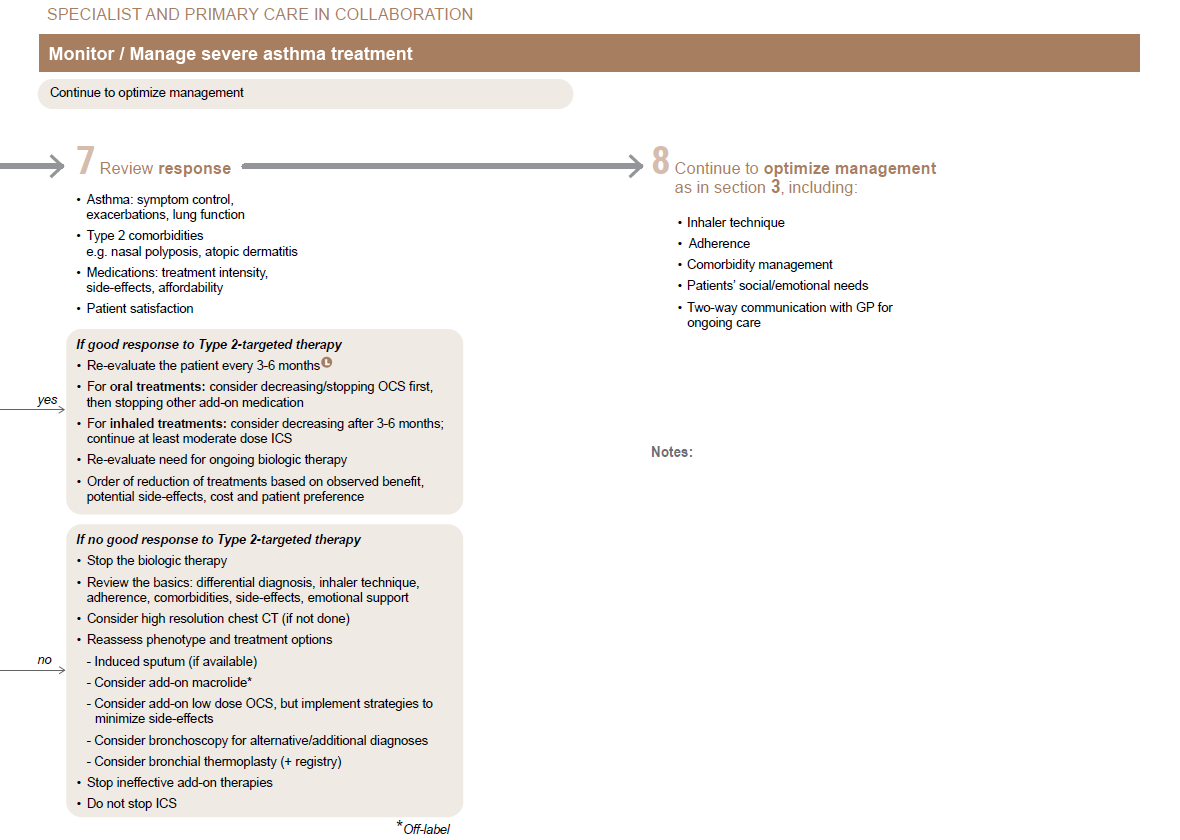 SPECIALIST AND PRIMARY CARE IN COLLABORATION
Monitor / Manage severe asthma treatment
Continue to optimize management
7 Review response
• Asthma: symptom control,
exacerbations, lung function
• Type 2 comorbidities
e.g. nasal polyposis, atopic dermatitis
• Medications: treatment intensity,
side-effects, affordability
• Patient satisfaction
yes
If good response to Type 2-targeted therapy
• Re-evaluate the patient every 3-6 months L
• For oral treatments: consider decreasing/stopping OCS first,
then stopping other add-on medication
• For inhaled treatments: consider decreasing after 3-6 months;
continue at least moderate dose ICS
• Re-evaluate need for ongoing biologic therapy
• Order of reduction of treatments based on observed benefit,
potential side-effects, cost and patient preference
no
If no good response to Type 2-targeted therapy
• Stop the biologic therapy
• Review the basics: differential diagnosis, inhaler technique,
adherence, comorbidities, side-effects, emotional support
• Consider high resolution chest CT (if not done)
• Reassess phenotype and treatment options
- Induced sputum (if available)
- Consider add-on macrolide*
- Consider add-on low dose OCS, but implement strategies to
minimize side-effects
- Consider bronchoscopy for alternative/additional diagnoses
- Consider bronchial thermoplasty (+ registry)
• Stop ineffective add-on therapies
• Do not stop ICS
*Off-label
8 Continue to optimize management
as in section 3, including:
• Inhaler technique
• Adherence
• Comorbidity management
• Patients' social/emotional needs
• Two-way communication with GP for
ongoing care
Notes: